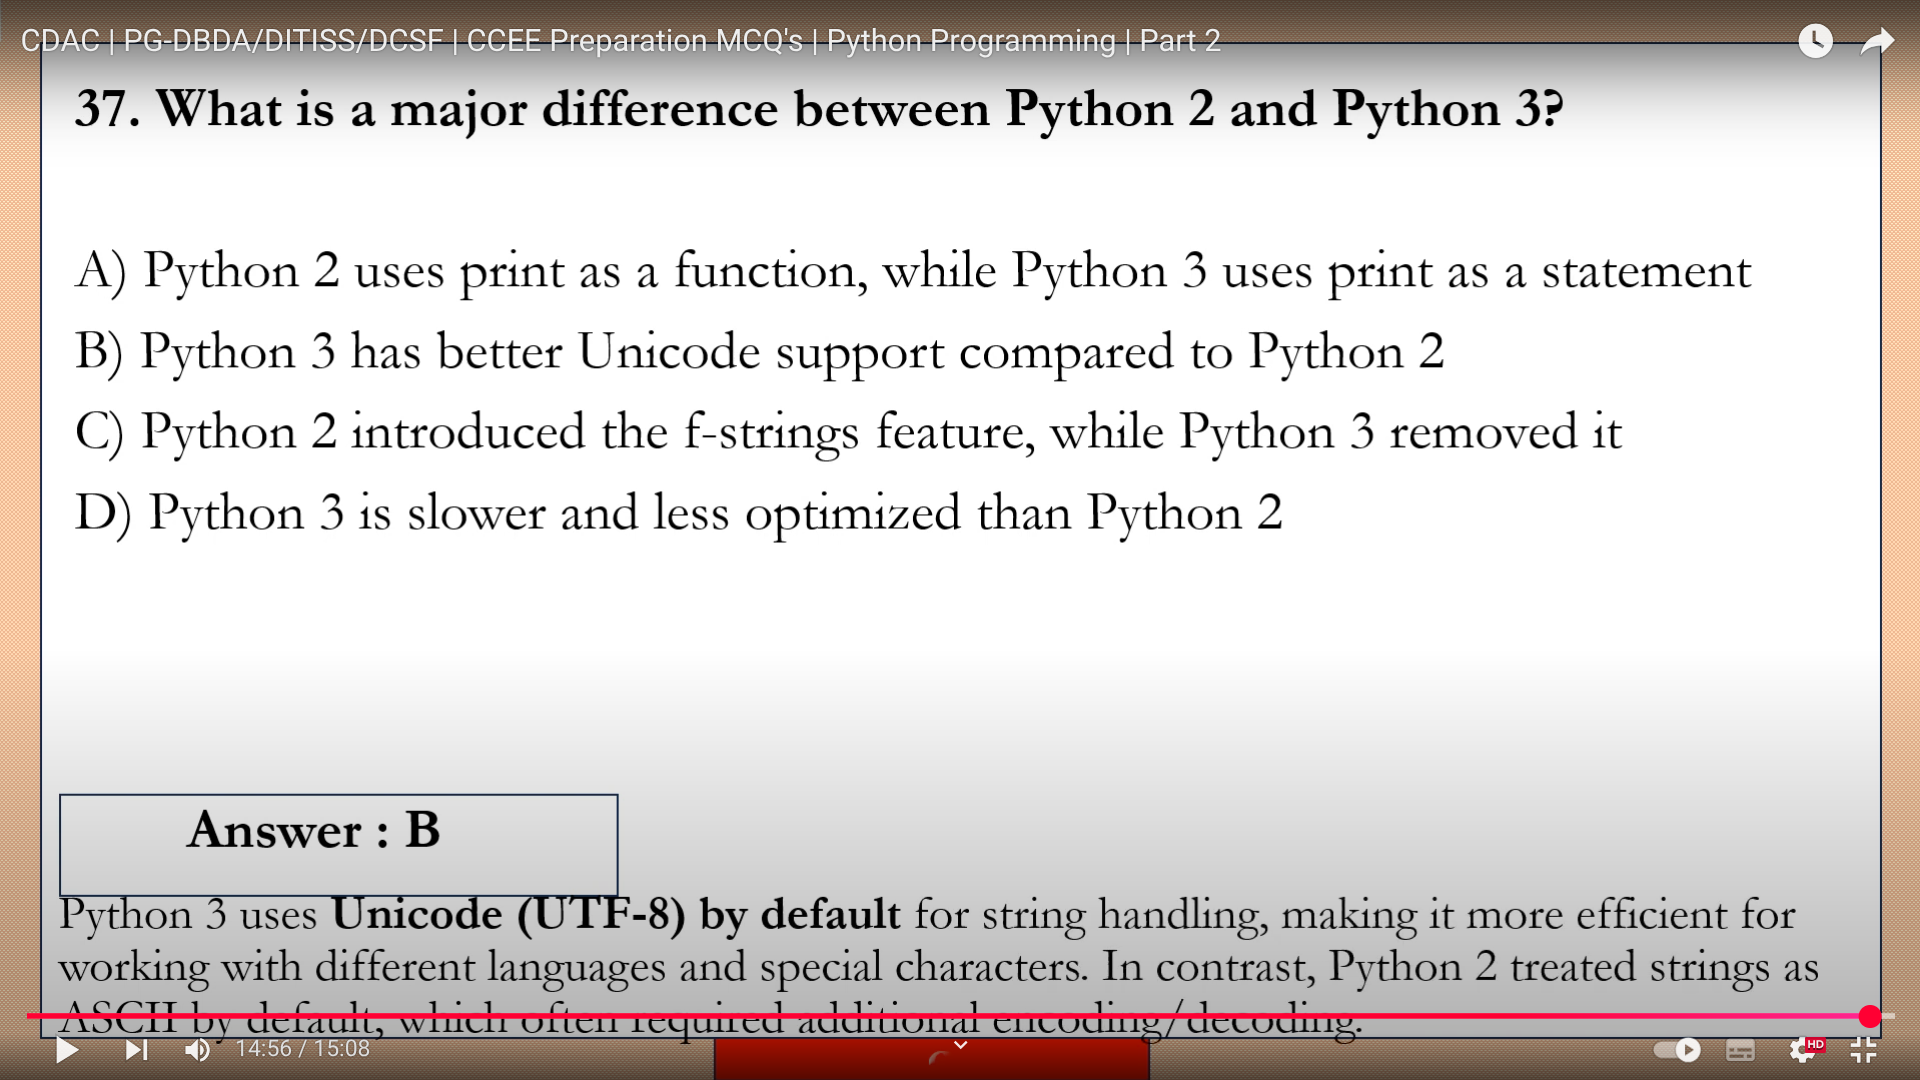 CDAC | PG-DBDA/DITISS/DCSF | CCEE Preparation MCQ's | Python Programming | Part 2
37. What is a major difference between Python 2 and Python 3?
A) Python 2 uses print as a function, while Python 3 uses print as a statement
B) Python 3 has better Unicode support compared to Python 2
C) Python 2 introduced the f-strings feature, while Python 3 removed it
D) Python 3 is slower and less optimized than Python 2
Answer : B
Python 3 uses Unicode (UTF-8) by default for string handling, making it more efficient for
working with different languages and special characters. In contrast, Python 2 treated strings as
ASCII by default, which often required additional encoding/decoding.
14:56 / 15:08
HD